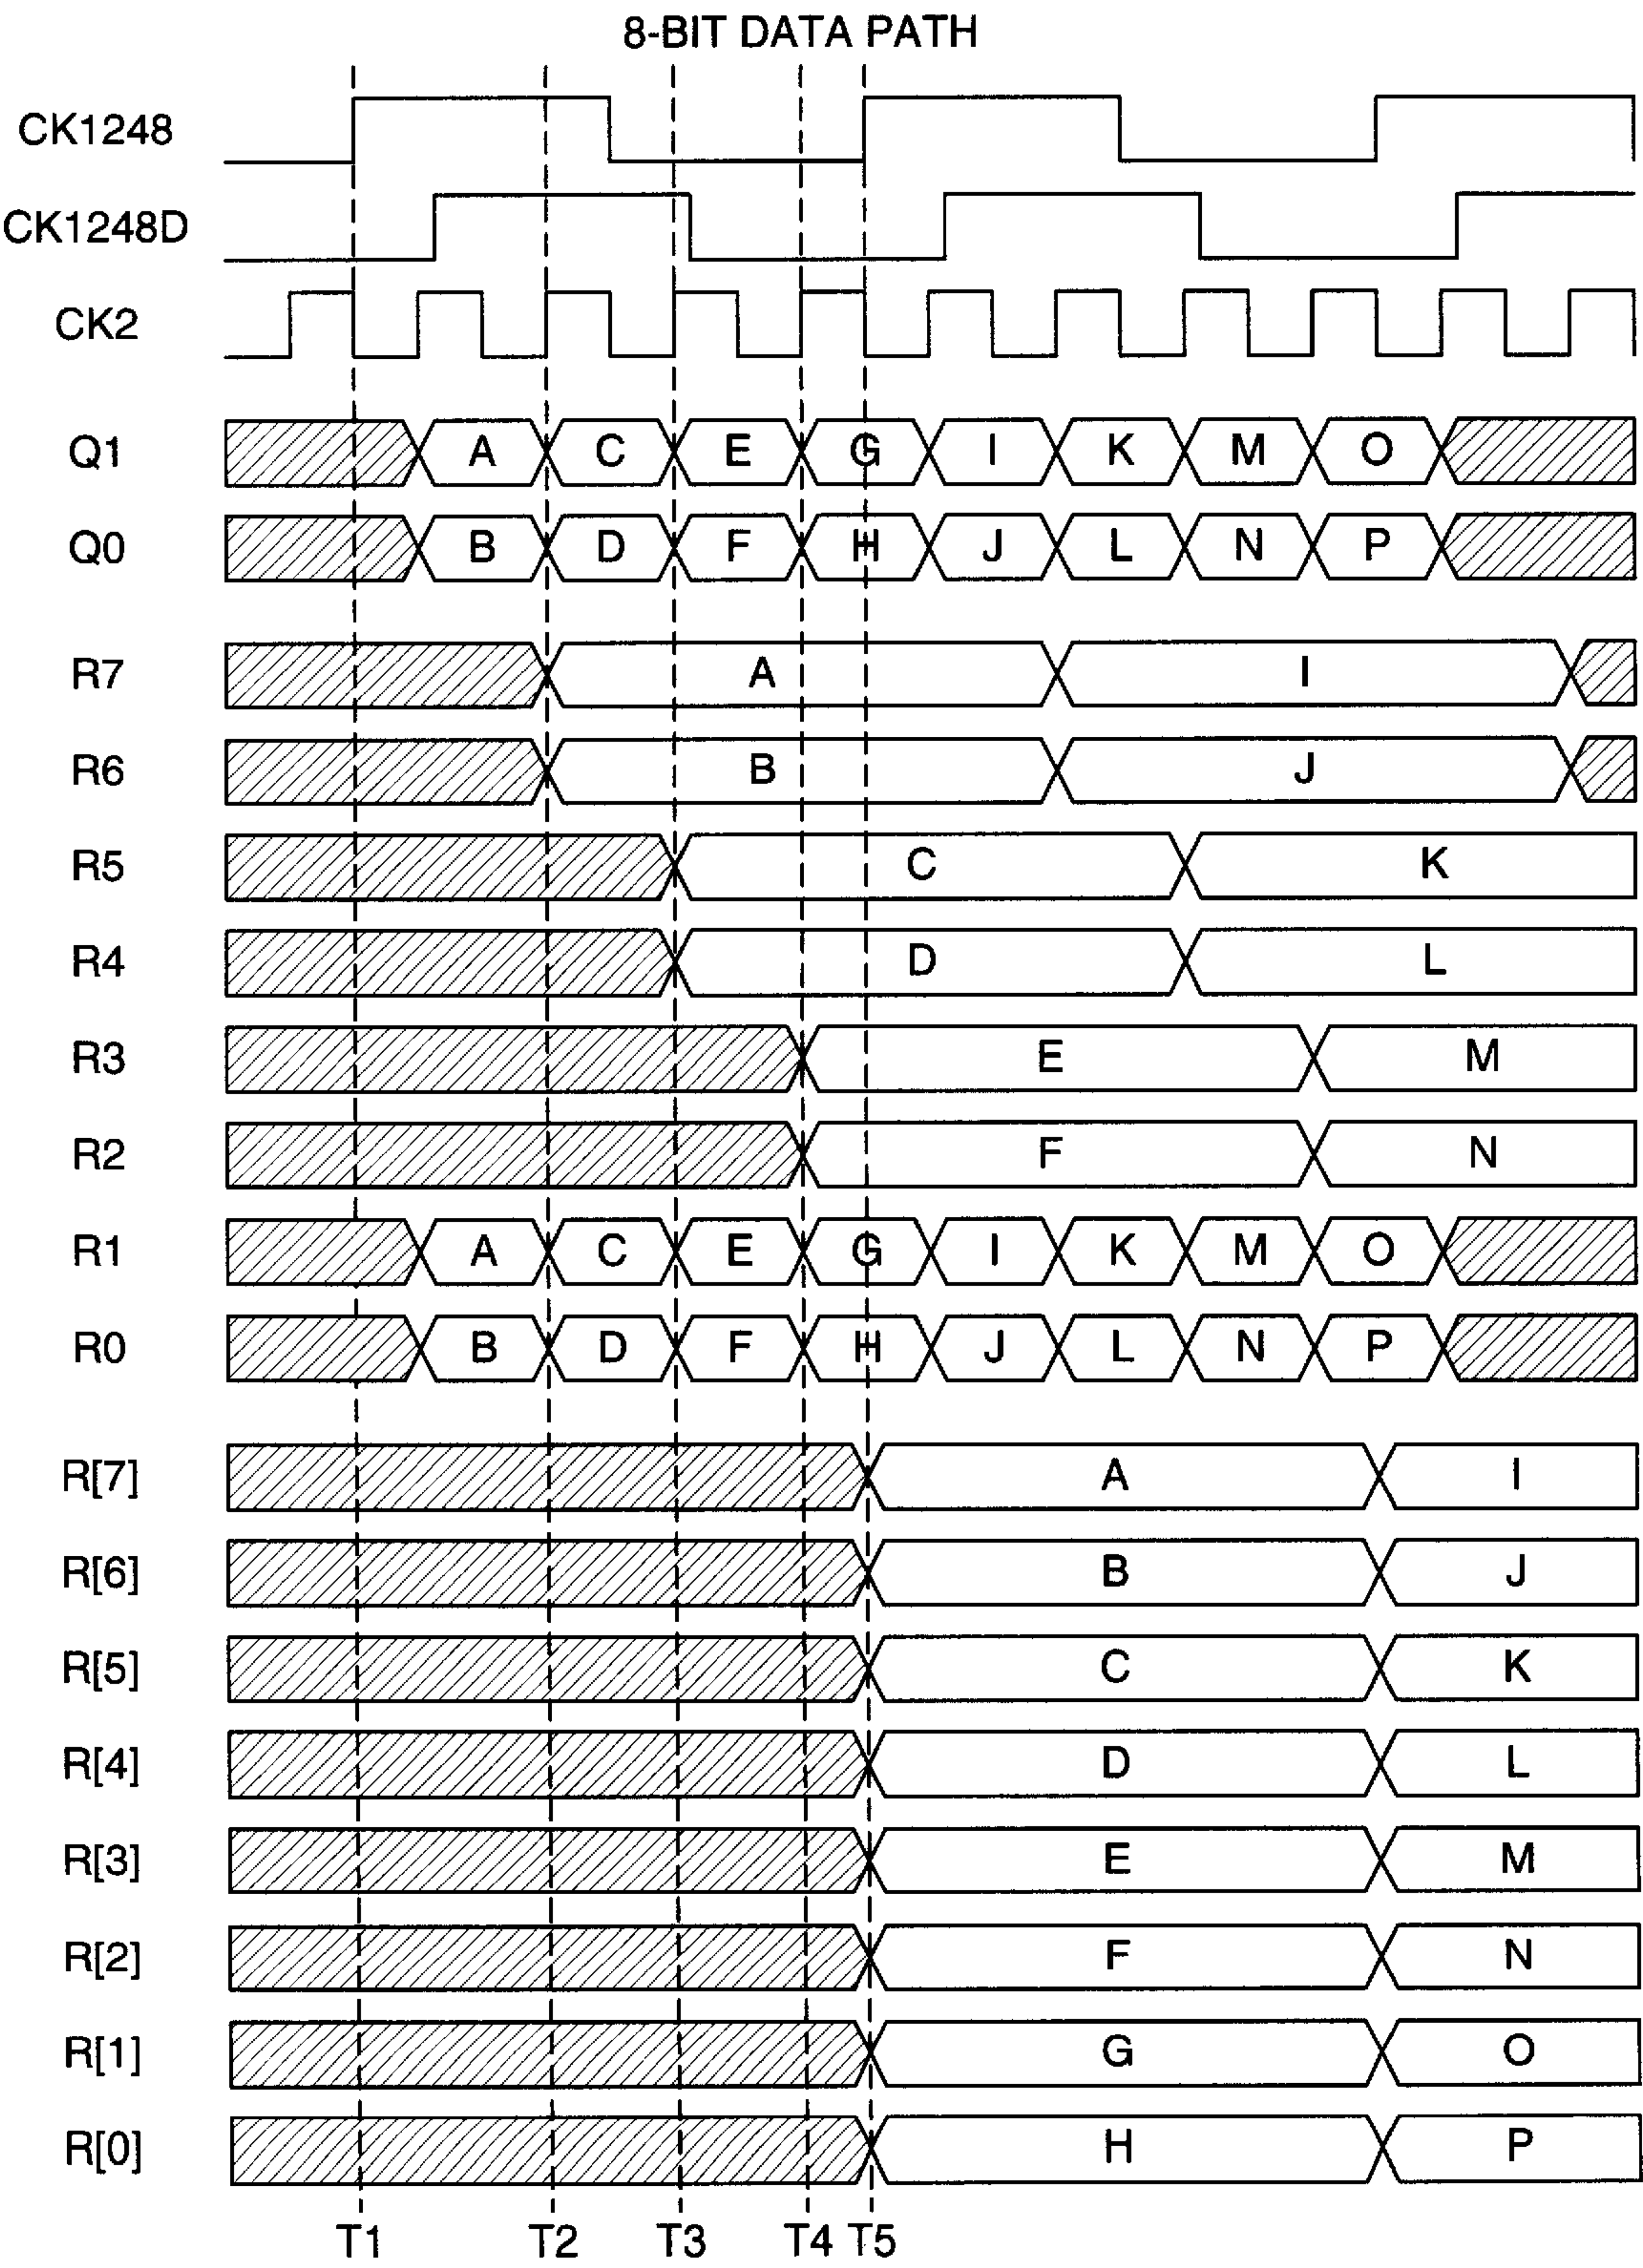 8-BIT DATA PATH
CK1248
CK1248D
CK2
Q1 A C E G I K M O
Q0 B D F H J L N P
R7 A I
R6 B J
R5 C K
R4 D L
R3 E M
R2 F N
R1 A C E G I K M O
R0 B D F H J L N P
R[7] A I
R[6] B J
R[5] C K
R[4] D L
R[3] E M
R[2] F N
R[1] G O
R[0] H P
T1 T2 T3 T4 T5